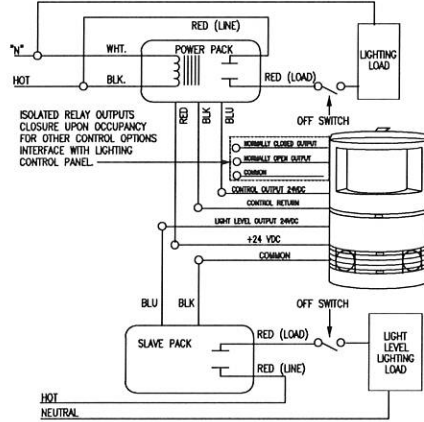 RED (LINE)
"N"
WHT.
POWER PACK
LIGHTING
LOAD
HOT
BLK.
RED (LOAD)
OFF SWITCH
RED
BLK
BLU
ISOLATED RELAY OUTPUTS
CLOSURE UPON OCCUPANCY
FOR OTHER CONTROL OPTIONS
INTERFACE WITH LIGHTING
CONTROL PANEL.
NORMALLY CLOSED OUTPUT
NORMALLY OPEN OUTPUT
COMMON
CONTROL OUTPUT 24VDC
CONTROL RETURN
LIGHT LEVEL OUTPUT 24VDC
+24 VDC
COMMON
BLU
BLK
OFF SWITCH
SLAVE PACK
RED (LOAD)
RED (LINE)
LIGHT
LEVEL
LIGHTING
LOAD
HOT
NEUTRAL